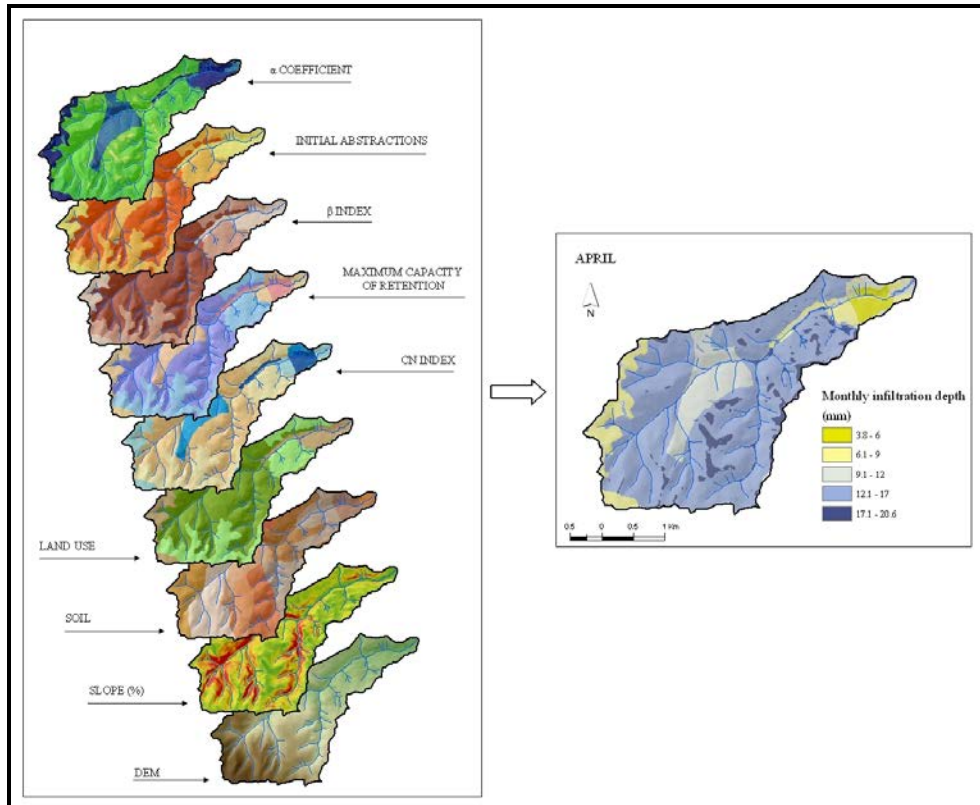 α COEFFICIENT
INITIAL ABSTRACTIONS
β INDEX
MAXIMUM CAPACITY
OF RETENTION
CN INDEX
LAND USE
SOIL
SLOPE (%)
DEM
APRIL
N
Monthly infiltration depth
(mm)
3.8 - 6
6.1 - 9
9.1 - 12
12.1 - 17
17.1 - 20.6
0.5 0 0.5 1 Km